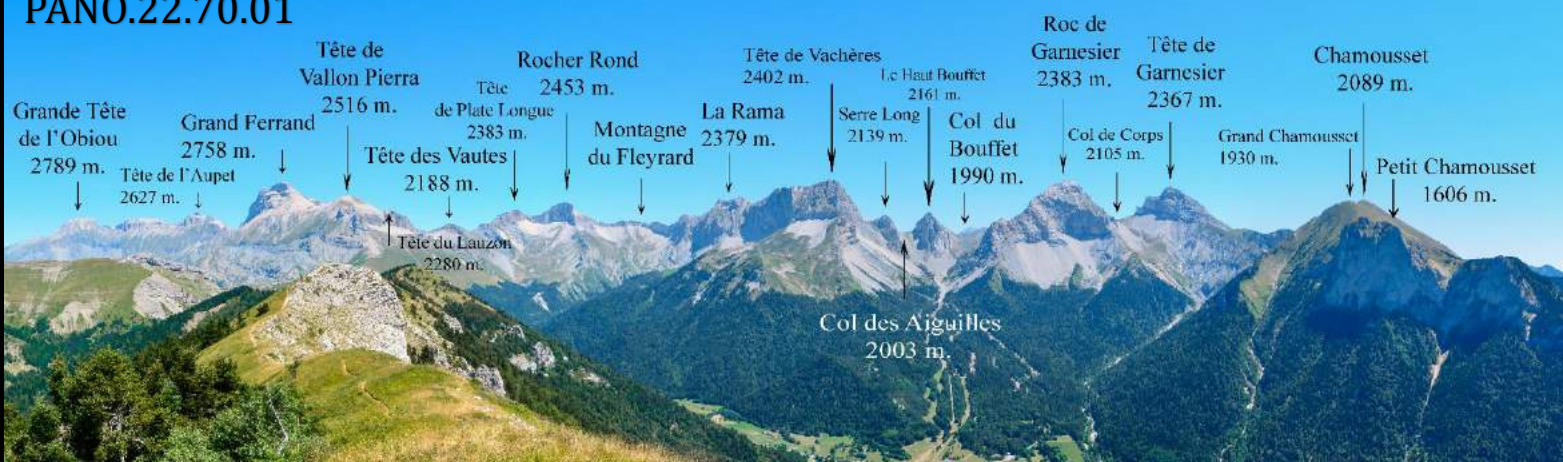 PANO.22.70.01
Grande Tête
de l'Obiou
2789 m.
Tête de l'Aupet
2627 m.
Grand Ferrand
2758 m.
Tête de
Vallon Pierra
2516 m.
Tête du Lauzon
2280 m.
Tête des Vautes
2188 m.
Tête
de Plate Longue
2383 m.
Rocher Rond
2453 m.
Montagne
du Fleyrard
La Rama
2379 m.
Tête de Vachères
2402 m.
Serre Long
2139 m.
Col des Aiguilles
2003 m.
Le Haut Bouffet
2161 m.
Col du
Bouffet
1990 m.
Roc de
Garnesier
2383 m.
Col de Corps
2105 m.
Tête de
Garnesier
2367 m.
Grand Chamousset
1930 m.
Chamousset
2089 m.
Petit Chamousset
1606 m.